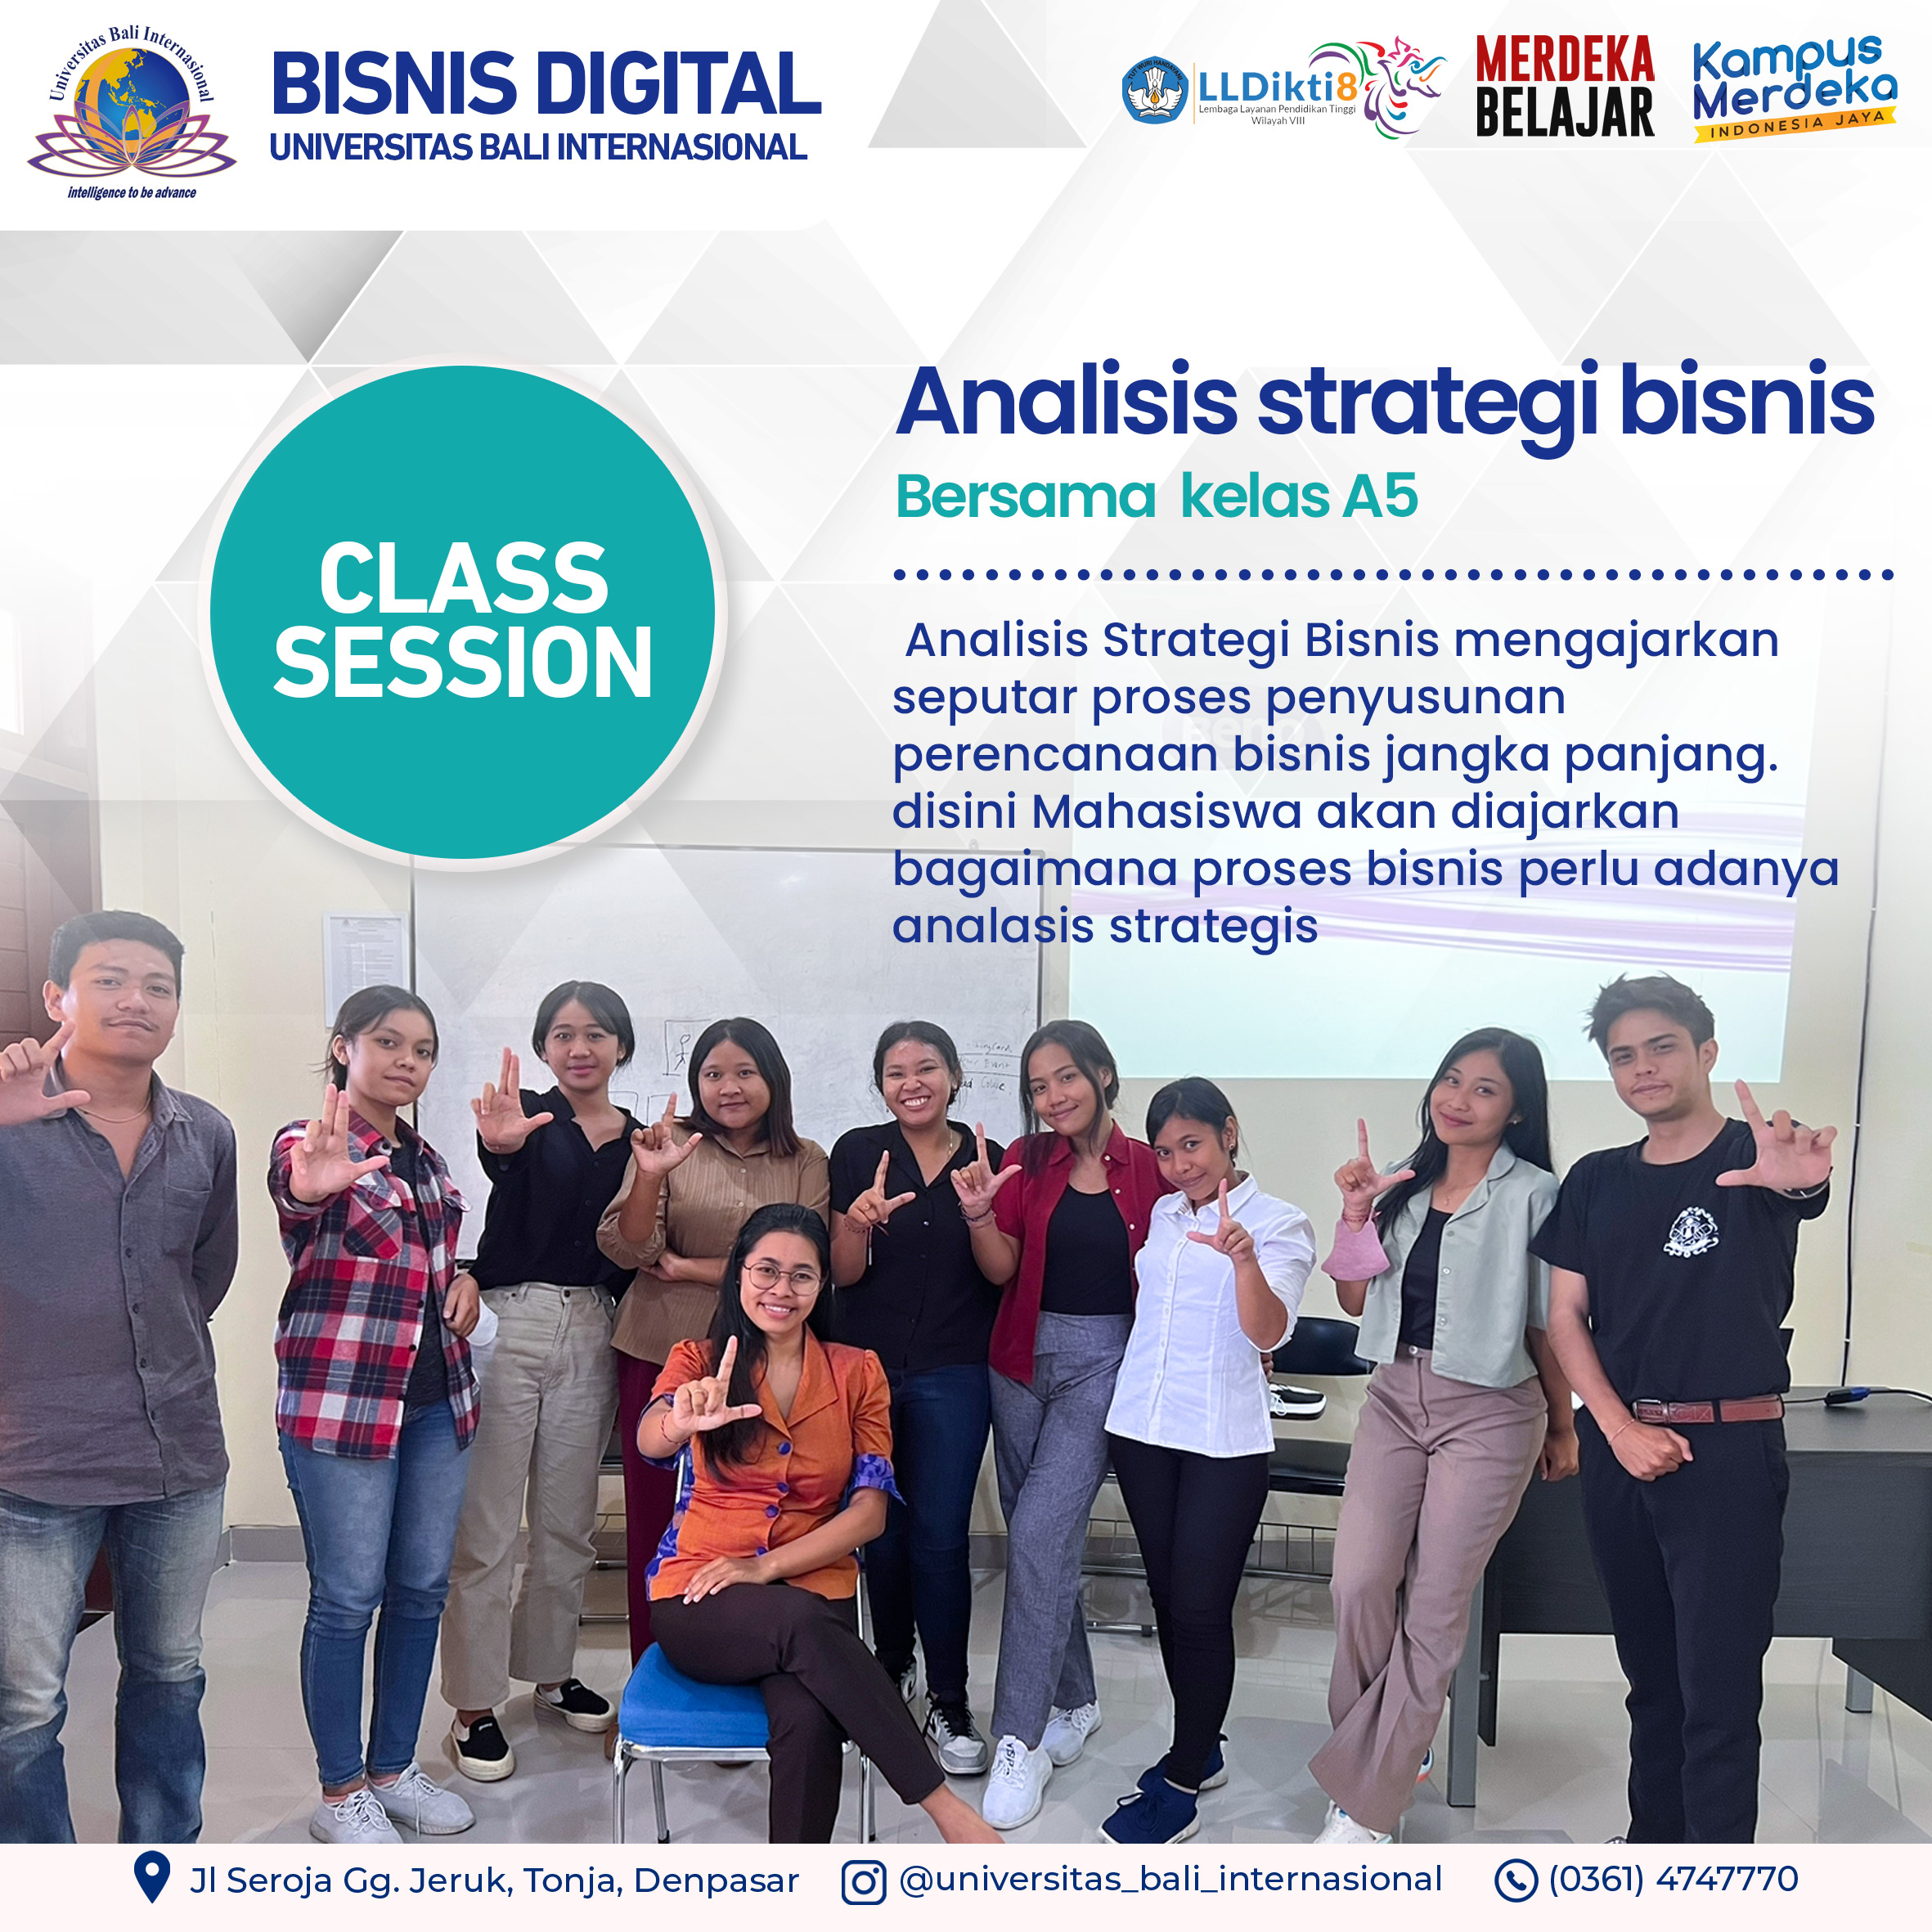 Universitas Bali Internasional
intelligence to be advance
BISNIS DIGITAL
UNIVERSITAS BALI INTERNASIONAL
TUT WURI HANDAYANI
LLDikti8
Lembaga Layanan Pendidikan Tinggi
Wilayah VIII
MERDEKA
BELAJAR
Kampus
Merdeka
INDONESIA JAYA
CLASS
SESSION
Analisis strategi bisnis
Bersama kelas A5
Analisis Strategi Bisnis mengajarkan
seputar proses penyusunan
perencanaan bisnis jangka panjang.
disini Mahasiswa akan diajarkan
bagaimana proses bisnis perlu adanya
analasis strategis
Jl Seroja Gg. Jeruk, Tonja, Denpasar
@universitas_bali_internasional
(0361) 4747770